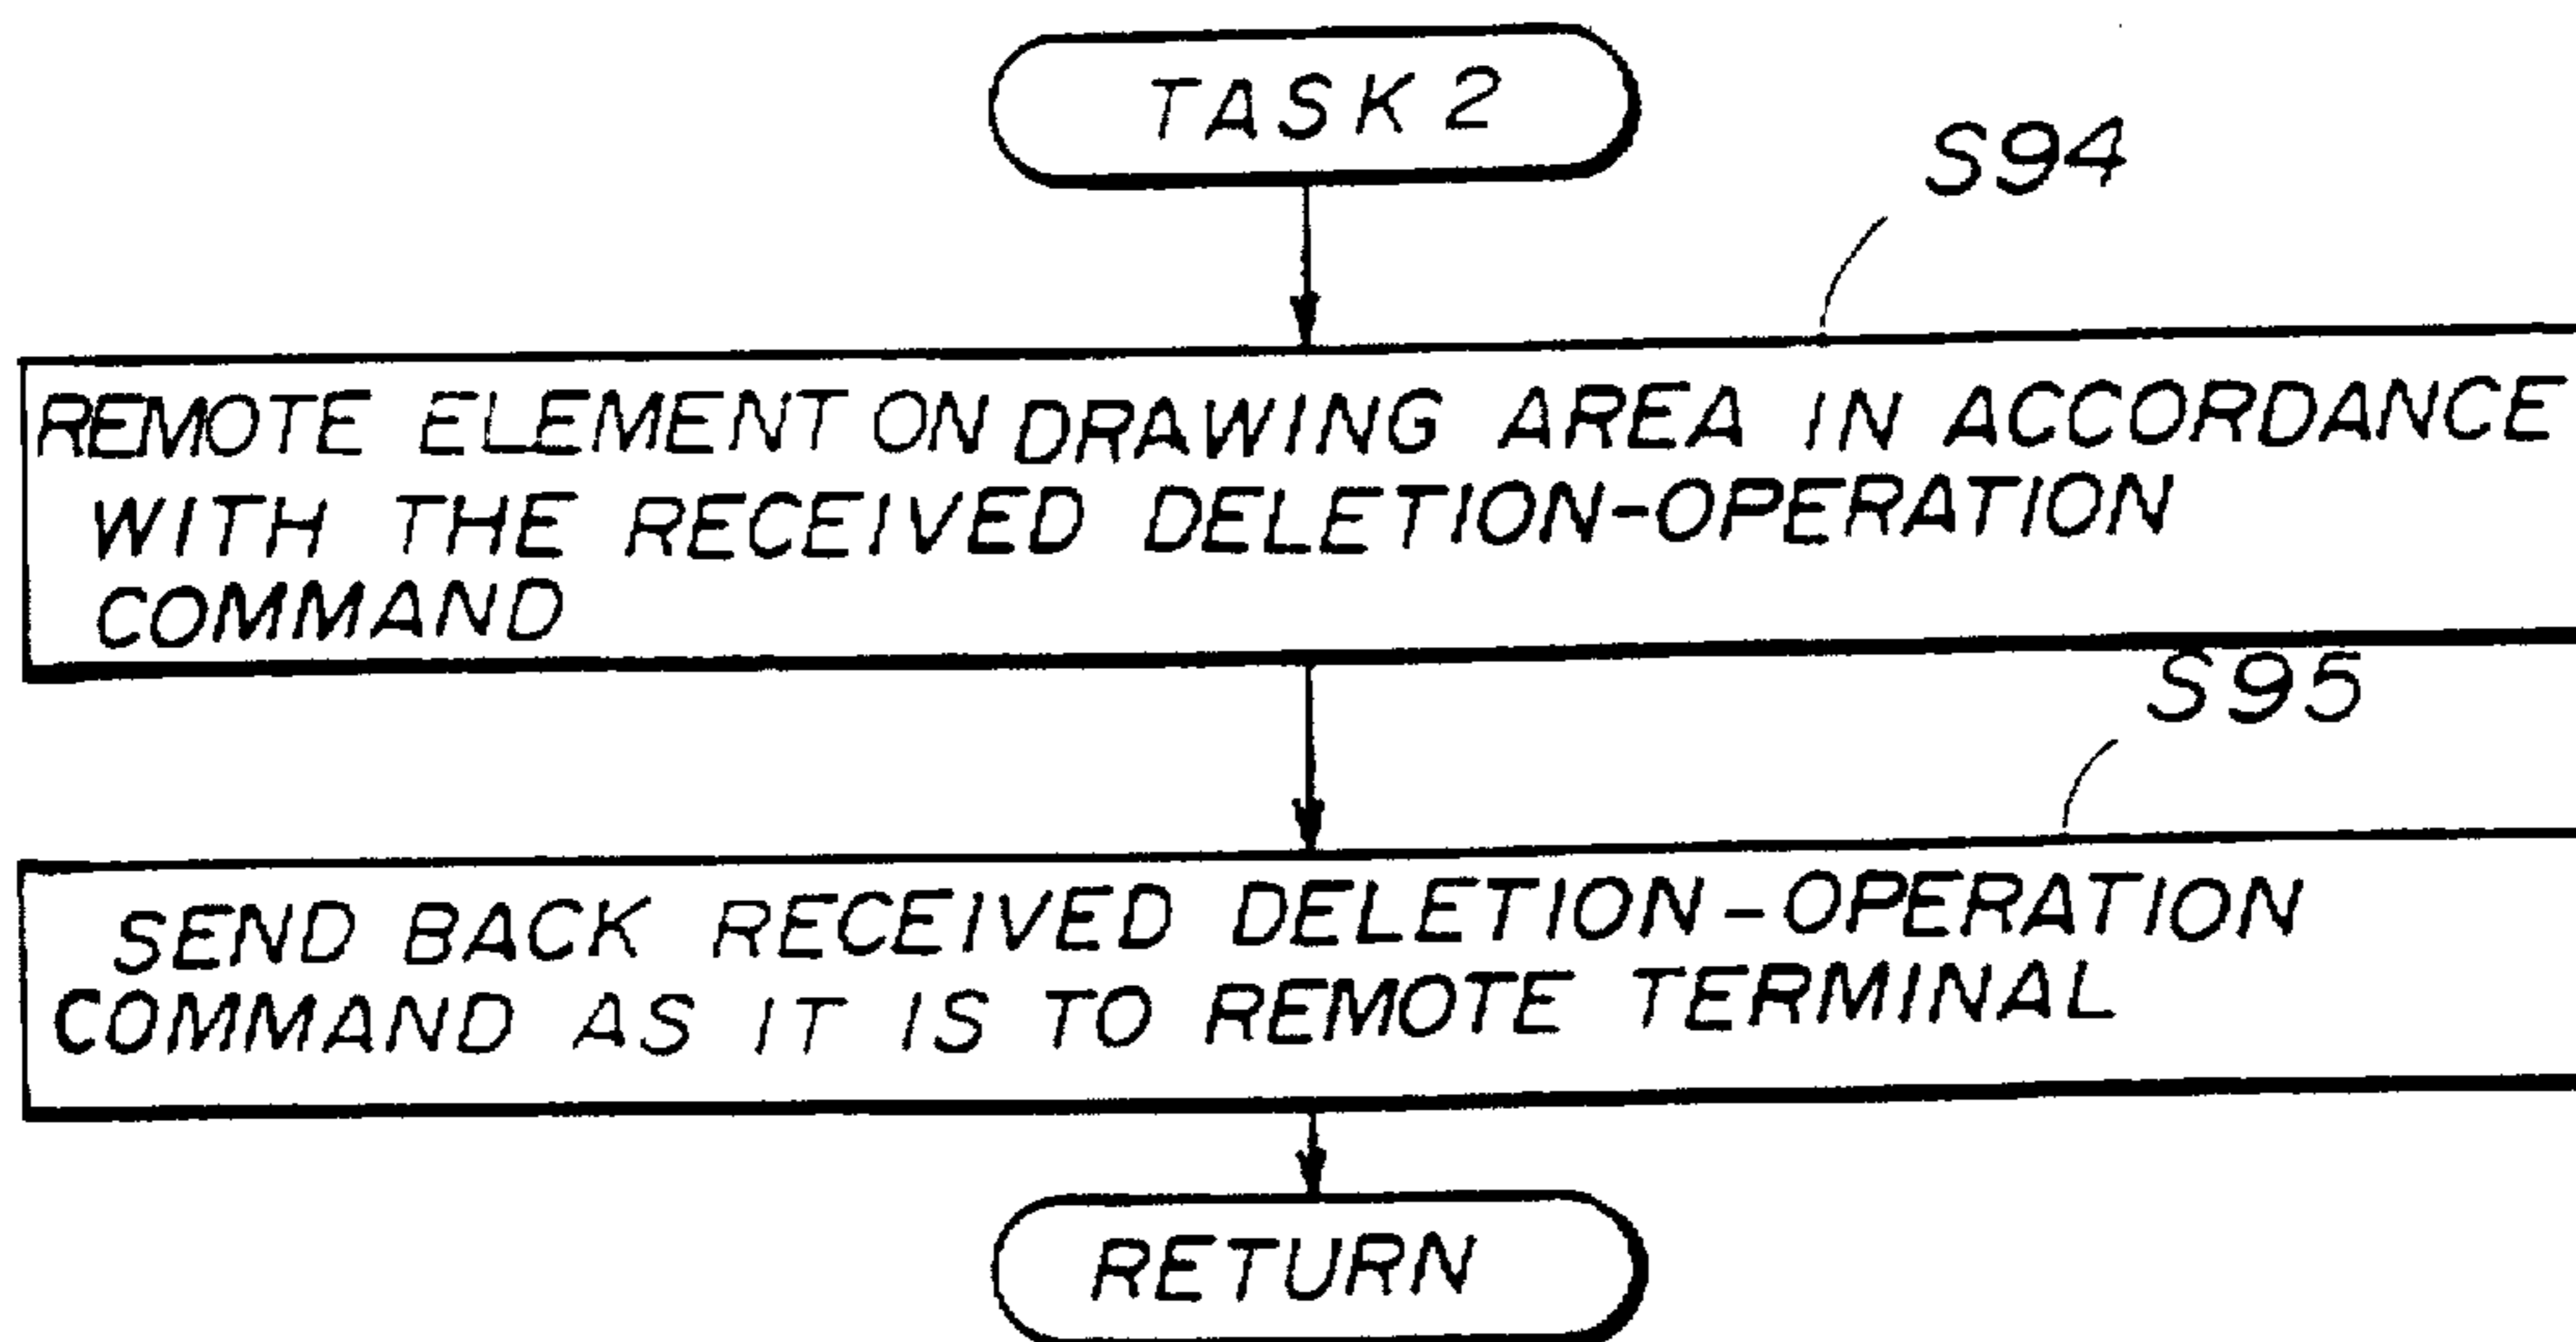 TASK 2
S94
REMOTE ELEMENT ON DRAWING AREA IN ACCORDANCE
WITH THE RECEIVED DELETION-OPERATION
COMMAND
S95
SEND BACK RECEIVED DELETION-OPERATION
COMMAND AS IT IS TO REMOTE TERMINAL
RETURN